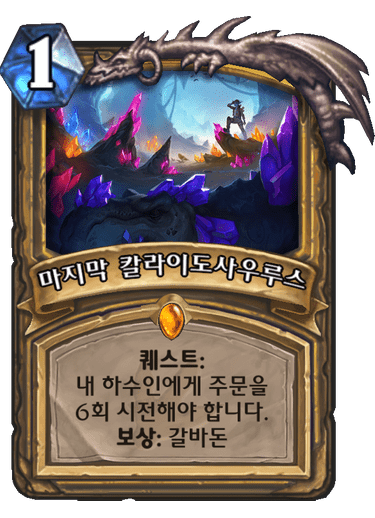 1
마지막 칼라이도사우루스
퀘스트:
내 하수인에게 주문을
6회 시전해야 합니다.
보상: 갈바돈